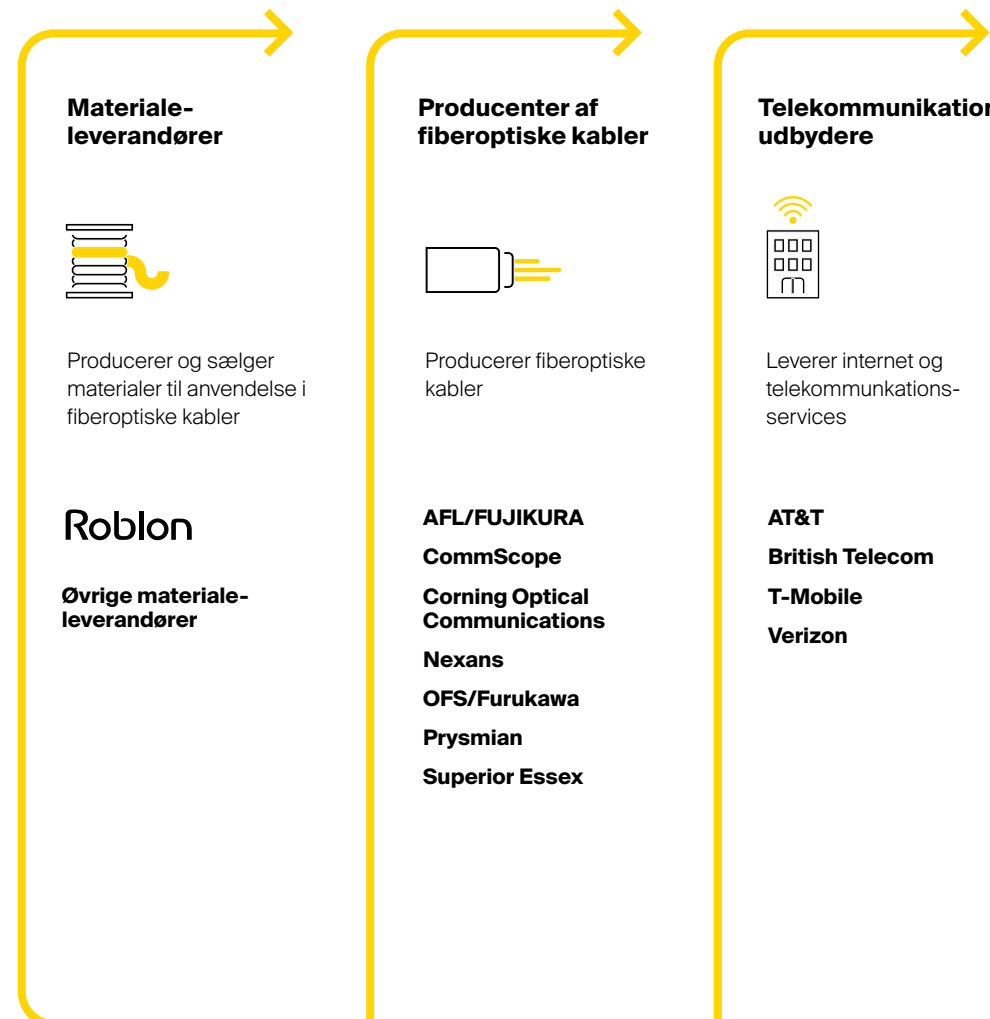 Materiale-
leverandører
Producerer og sælger
materialer til anvendelse i
fiberoptiske kabler
Roblon
Øvrige materiale-
leverandører
Producenter af
fiberoptiske kabler
Producerer fiberoptiske
kabler
AFL/FUJIKURA
CommScope
Corning Optical
Communications
Nexans
OFS/Furukawa
Prysmian
Superior Essex
Telekommunikation
udbydere
Leverer internet og
telekommunkations-
services
AT&T
British Telecom
T-Mobile
Verizon